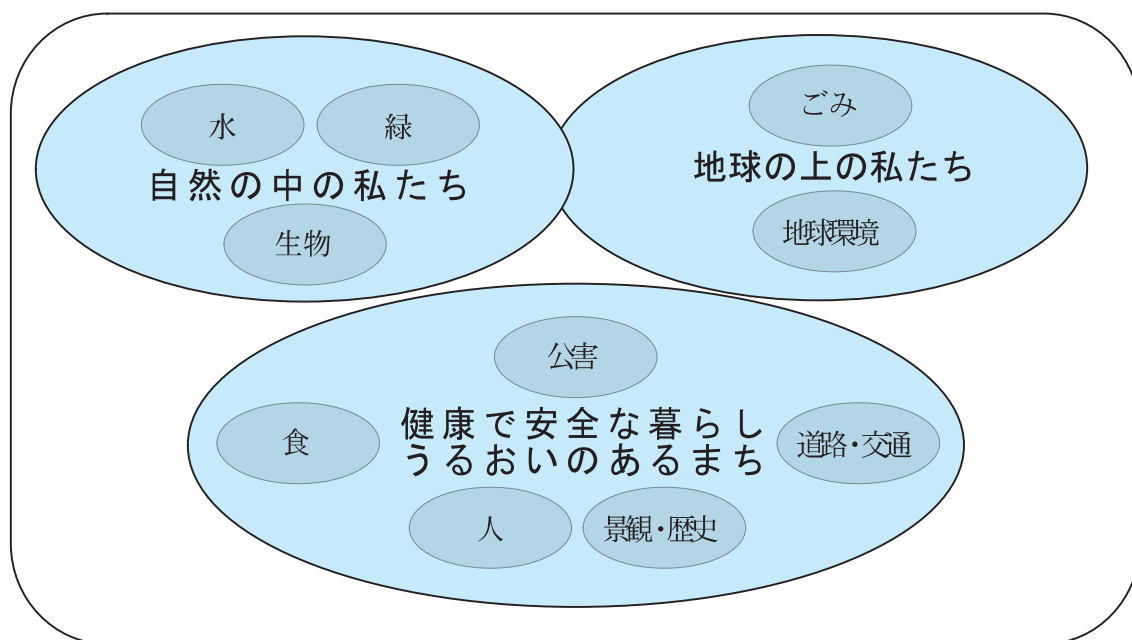 水
緑
自然の中の私たち
生物
ごみ
地球の上の私たち
地球環境
公害
食
健康で安全な暮らし
うるおいのあるまち
道路・交通
人
景観・歴史